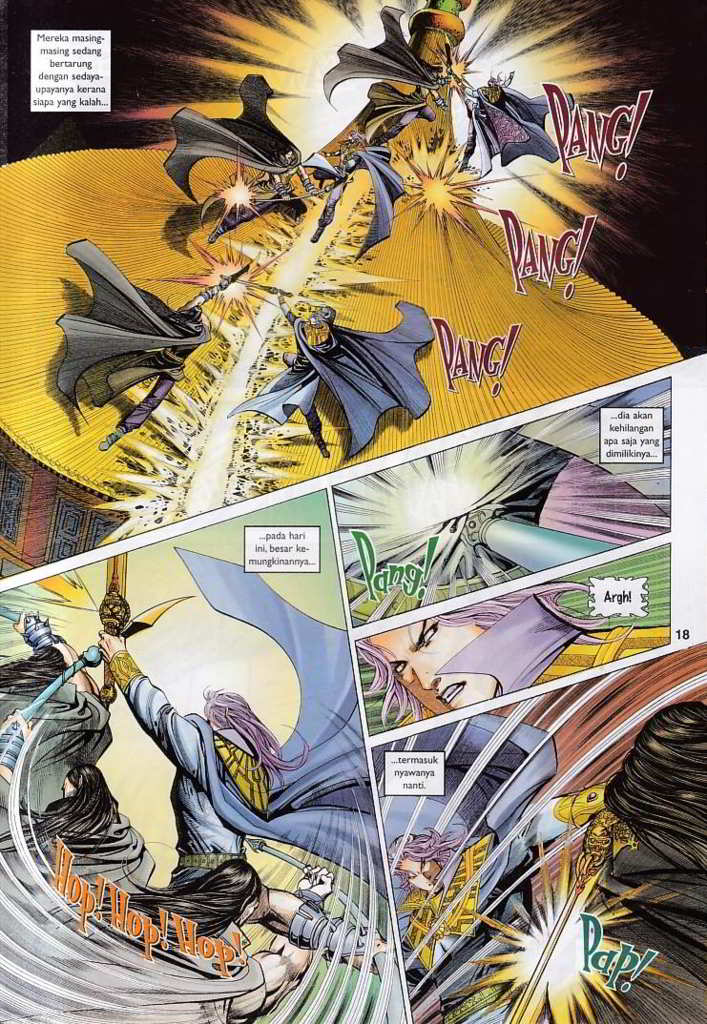 Mereka masing-
masing sedang
bertarung
dengan sedaya-
upayanya kerana
siapa yang kalah...
PANG!
PANG!
PANG!
...dia akan
kehilangan
apa saja yang
dimilikinya...
Pang!
Argh!
18
...pada hari
ini, besar ke-
mungkinannya...
Hop! Hop! Hop!
...termasuk
nyawanya
nanti.
Pap!